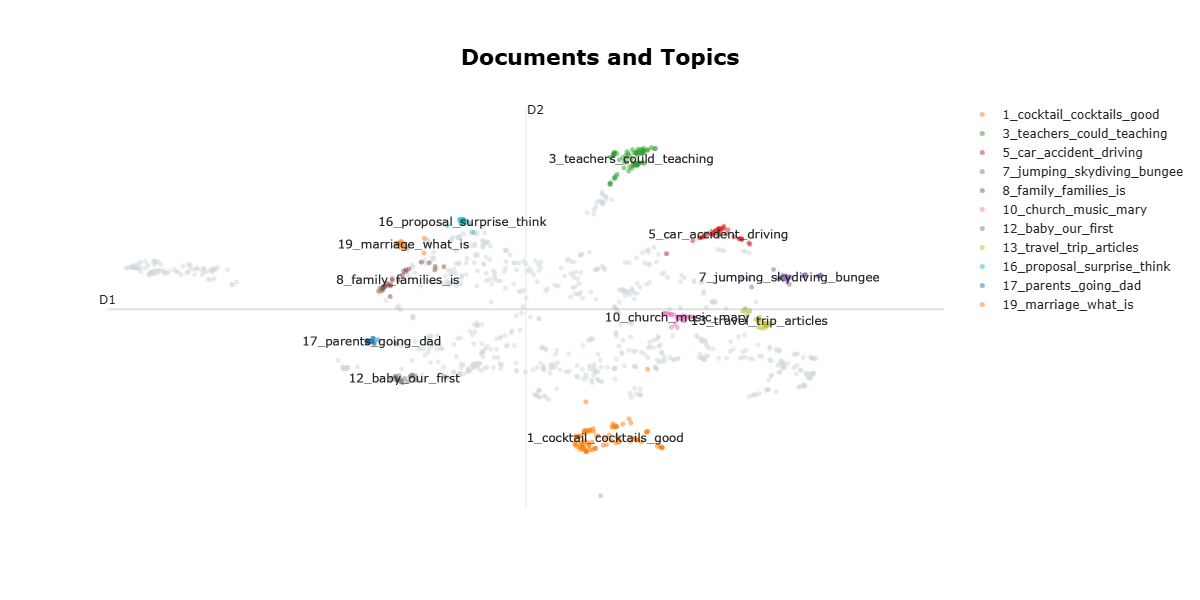 Documents and Topics
D2
3_teachers_could_teaching
16_proposal_surprise_think
5_car_accident_driving
19_marriage_what_is
8_family_families_is
7_jumping_skydiving_bungee
D1
10_church_music_mary
13_travel_trip_articles
17_parents_going_dad
12_baby_our_first
1_cocktail_cocktails_good
1_cocktail_cocktails_good
3_teachers_could_teaching
5_car_accident_driving
7_jumping_skydiving_bungee
8_family_families_is
10_church_music_mary
12_baby_our_first
13_travel_trip_articles
16_proposal_surprise_think
17_parents_going_dad
19_marriage_what_is